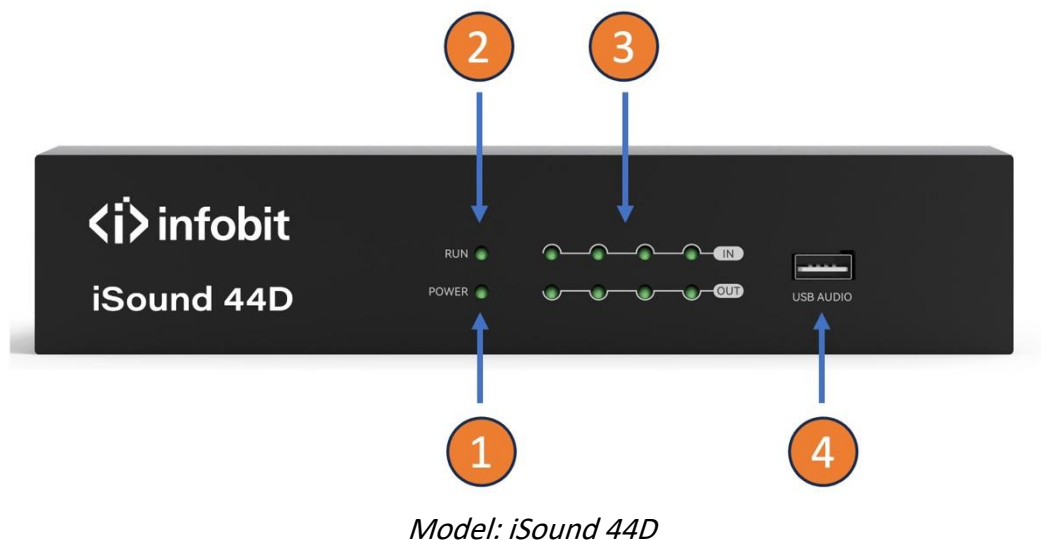 2
3
<i> infobit
iSound 44D
RUN
IN
POWER
OUT
USB AUDIO
1
4
Model: iSound 44D